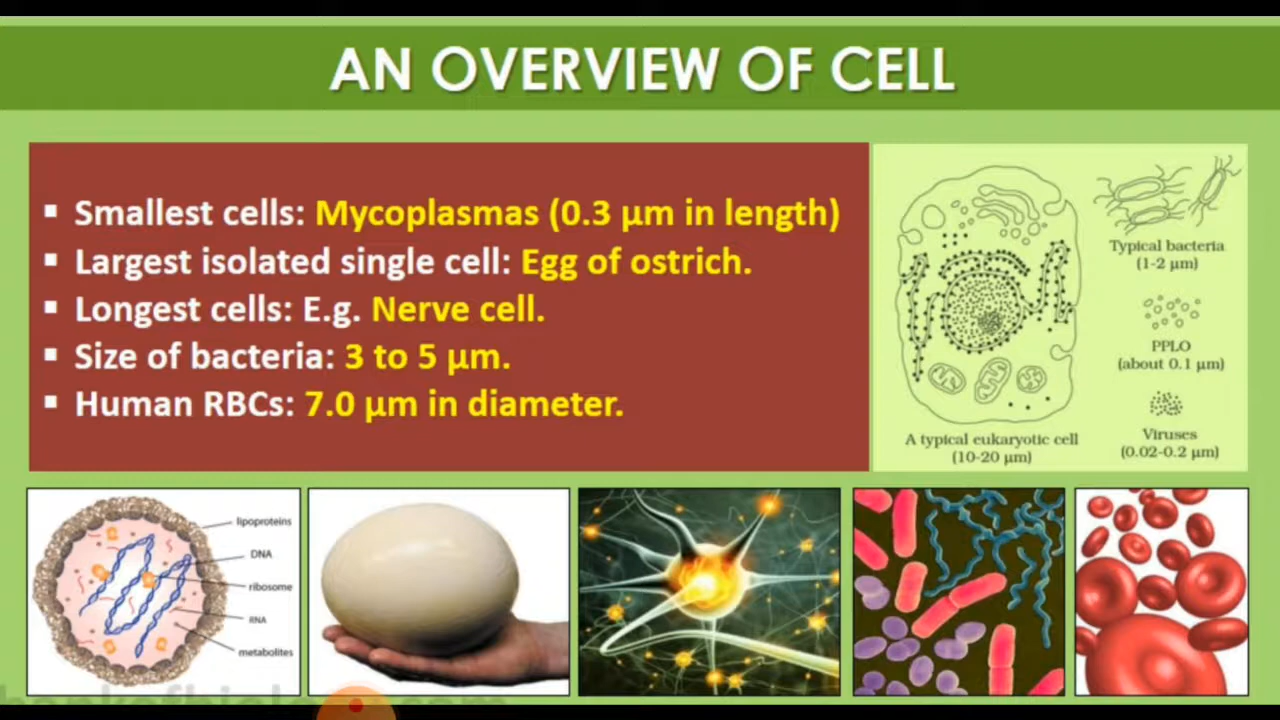 AN OVERVIEW OF CELL
▪ Smallest cells: Mycoplasmas (0.3 µm in length)
▪ Largest isolated single cell: Egg of ostrich.
▪ Longest cells: E.g. Nerve cell.
▪ Size of bacteria: 3 to 5 µm.
▪ Human RBCs: 7.0 µm in diameter.
Typical bacteria
(1-2 µm)
PPLO
(about 0.1 µm)
A typical eukaryotic cell
(10-20 µm)
Viruses
(0.02-0.2 µm)
lipoproteins
DNA
ribosome
RNA
metabolites